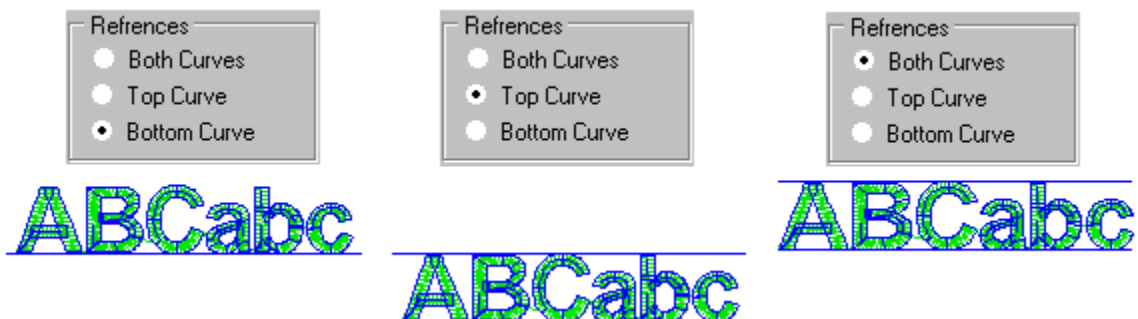 Refrences
Both Curves
Top Curve
Bottom Curve
ABCabc
Refrences
Both Curves
Top Curve
Bottom Curve
ABCabc
Refrences
Both Curves
Top Curve
Bottom Curve
ABCabc